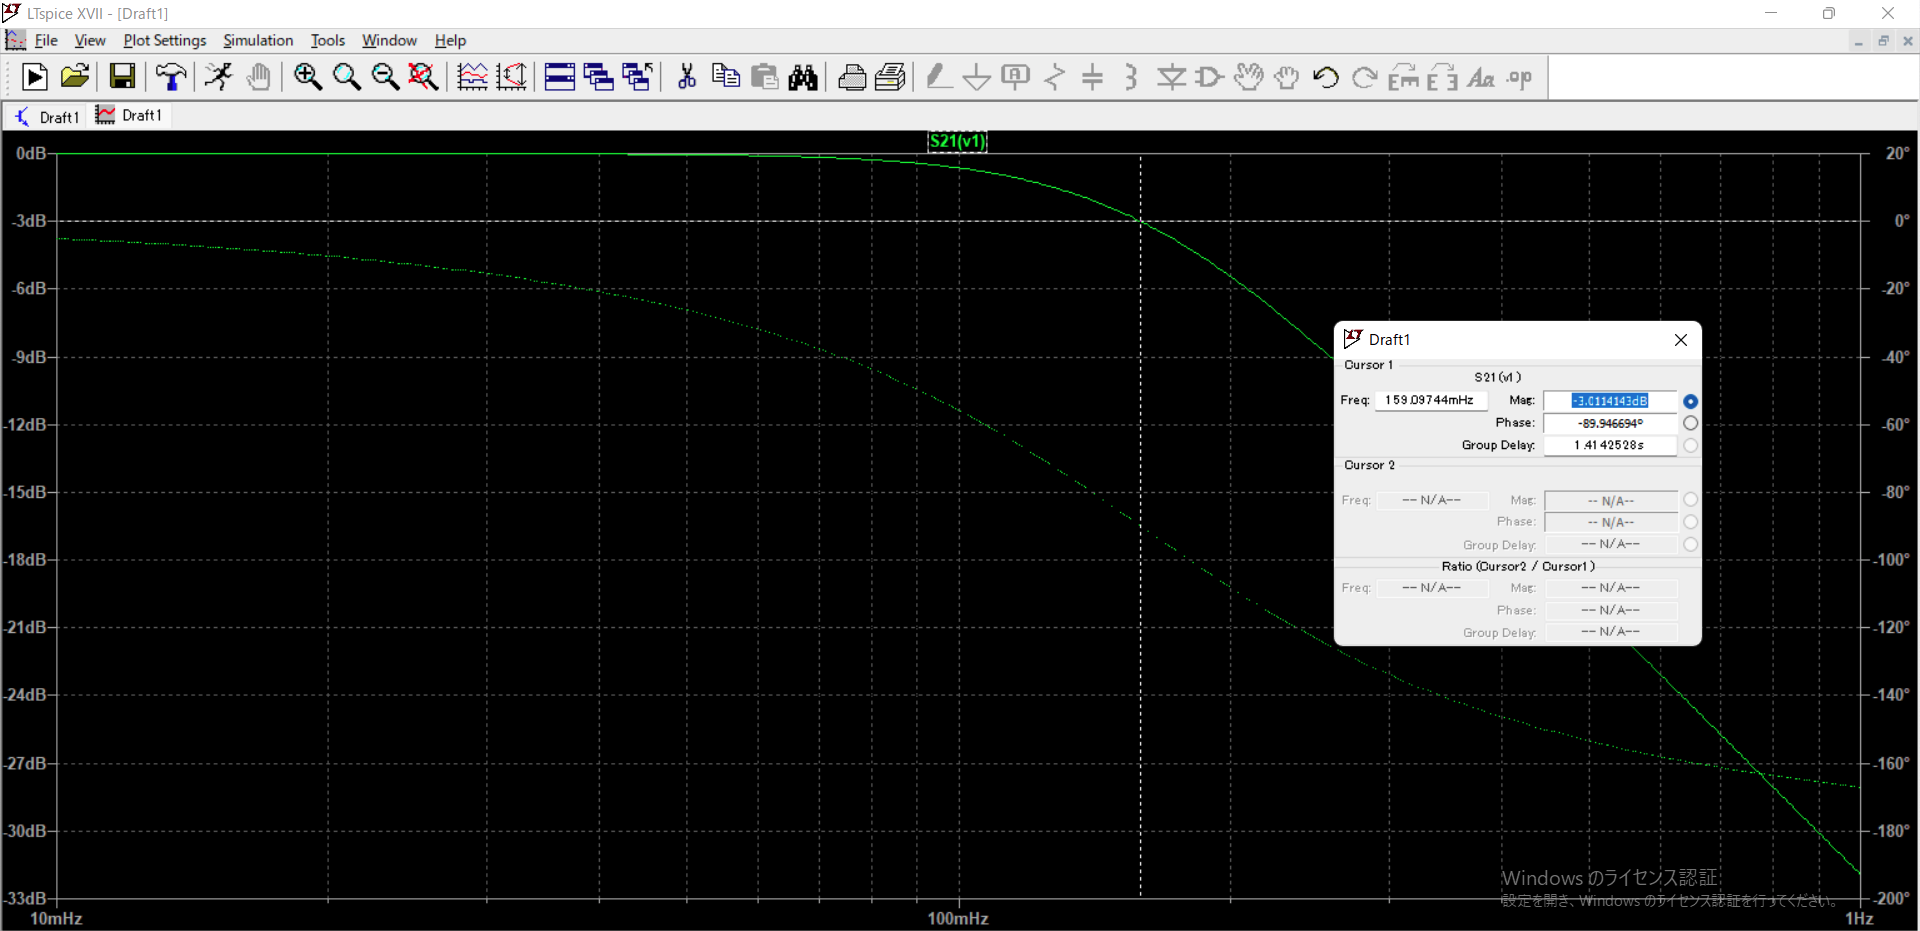 LTspice XVII - [Draft1]
File View Plot Settings Simulation Tools Window Help
Draft1 Draft1
S21(v1)
0dB
-3dB
-6dB
-9dB
-12dB
-15dB
-18dB
-21dB
-24dB
-27dB
-30dB
-33dB
20°
0°
-20°
-40°
-60°
-80°
-100°
-120°
-140°
-160°
-180°
-200°
10mHz 100mHz 1Hz
Draft1
Cursor 1
S21(v1)
Freq: 159.09744mHz Mag: -3.0114143dB
Phase: -89.946694°
Group Delay: 1.4142528s
Cursor 2
Freq: -- N/A-- Mag: -- N/A--
Phase: -- N/A--
Group Delay: -- N/A--
Ratio (Cursor2 / Cursor1)
Freq: -- N/A-- Mag: -- N/A--
Phase: -- N/A--
Group Delay: -- N/A--
Windows のライセンス認証
設定を開き、Windows のライセンス認証を行ってください。